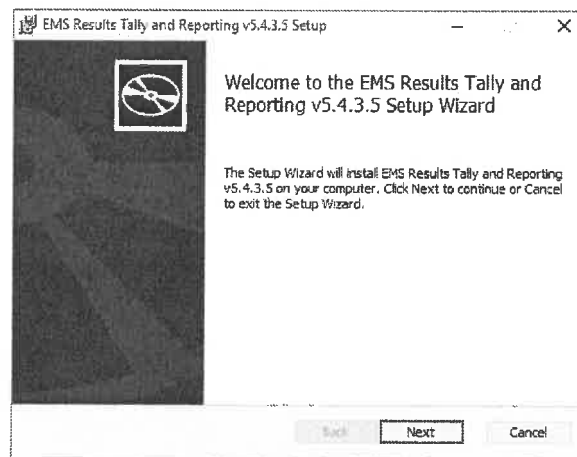 EMS Results Tally and Reporting v5.4.3.5 Setup
Welcome to the EMS Results Tally and
Reporting v5.4.3.5 Setup Wizard
The Setup Wizard will install EMS Results Tally and Reporting
v5.4.3.5 on your computer. Click Next to continue or Cancel
to exit the Setup Wizard.
Back Next Cancel